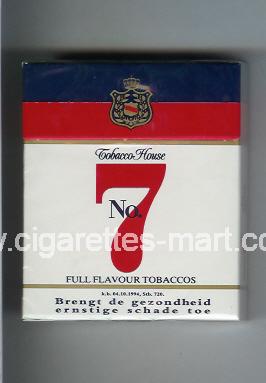 Tobacco-House
No. 7
www.cigarettes-mart.com
FULL FLAVOUR TOBACCOS
k.b. 04.10.1994, Stb. 720.
Brengt de gezondheid
ernstige schade toe